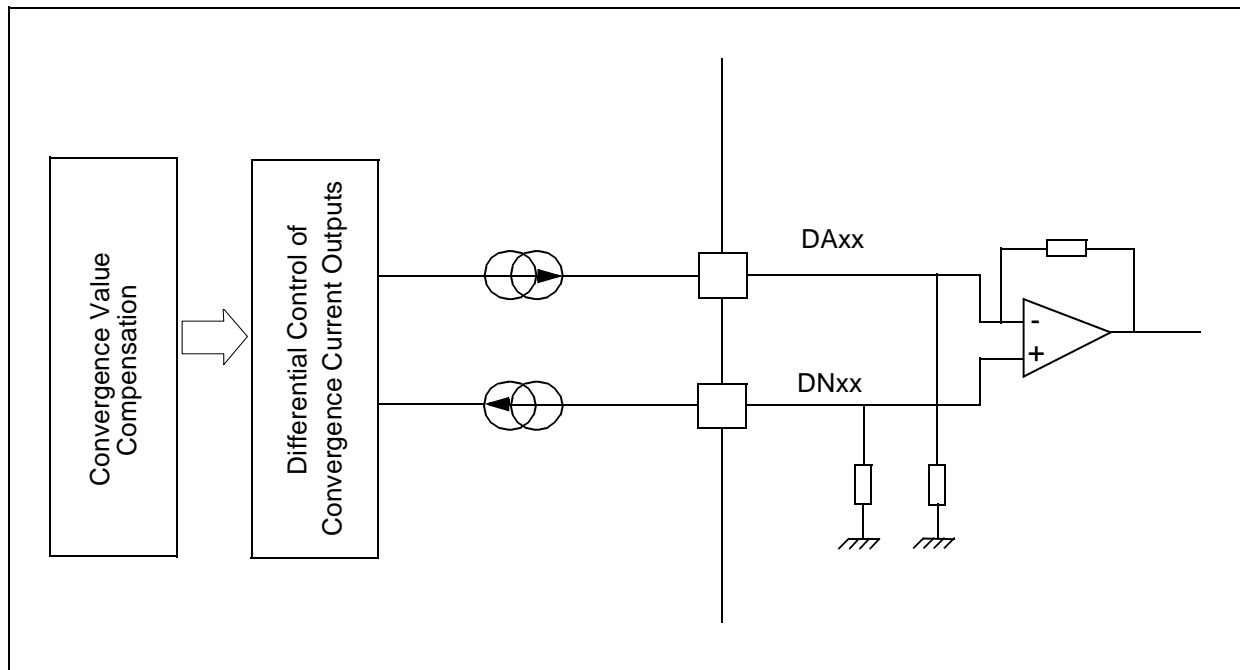 Convergence Value
Compensation
Differential Control of
Convergence Current Outputs
DAxx
DNxx
-
+